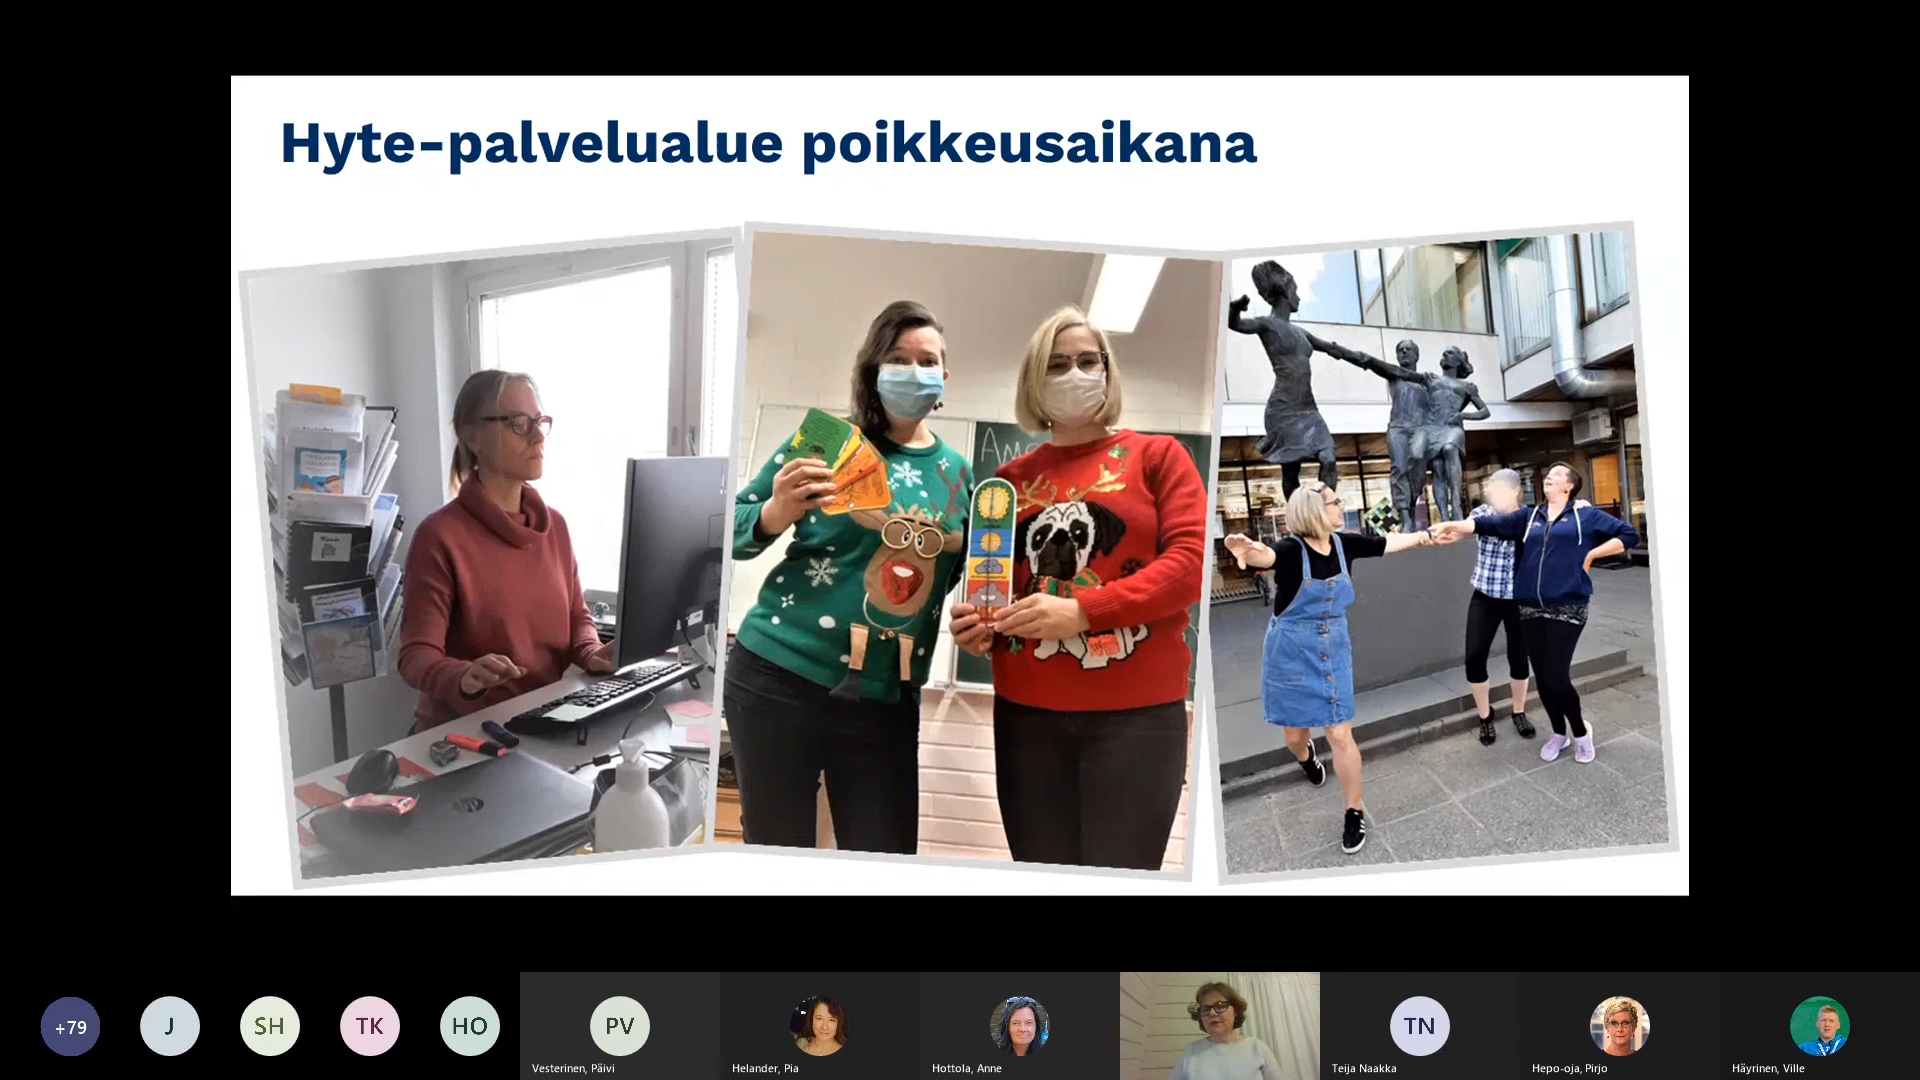 Hyte-palvelualue poikkeusaikana
Am
+79
J
SH
TK
HO
PV
TN
Vesterinen, Päivi
Helander, Pia
Hottola, Anne
Teija Naakka
Hepo-oja, Pirjo
Häyrinen, Ville